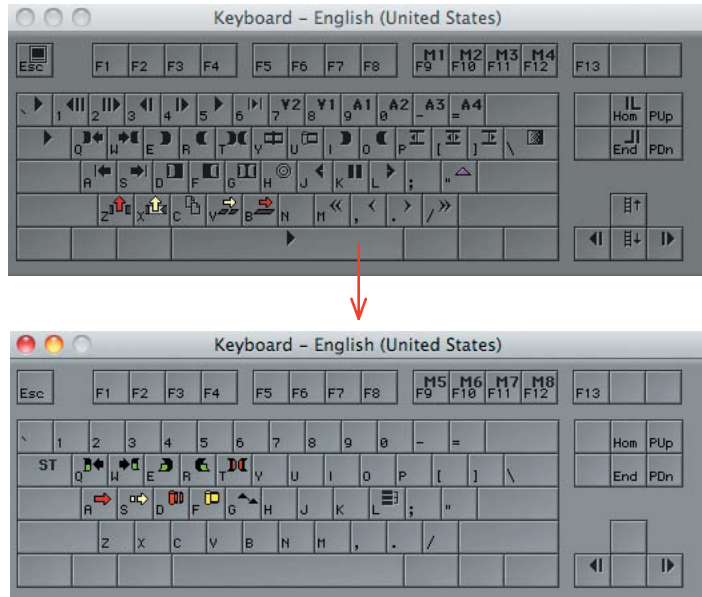 Keyboard – English (United States)
Esc F1 F2 F3 F4 F5 F6 F7 F8 M1 F9 M2 F10 M3 F11 M4 F12 F13
` 1 2 3 4 5 6 7 Y2 8 Y1 9 A1 0 A2 - A3 = A4 Hom PUp
Q W E R T Y U I O P [ ] \ End PDn
A S D F G H J K L ; "
Z X C V B N M , . /
Keyboard – English (United States)
Esc F1 F2 F3 F4 F5 F6 F7 F8 M5 F9 M6 F10 M7 F11 M8 F12 F13
` 1 2 3 4 5 6 7 8 9 0 - = Hom PUp
ST Q W E R T Y U I O P [ ] \ End PDn
A S D F G H J K L ; "
Z X C V B N M , . /